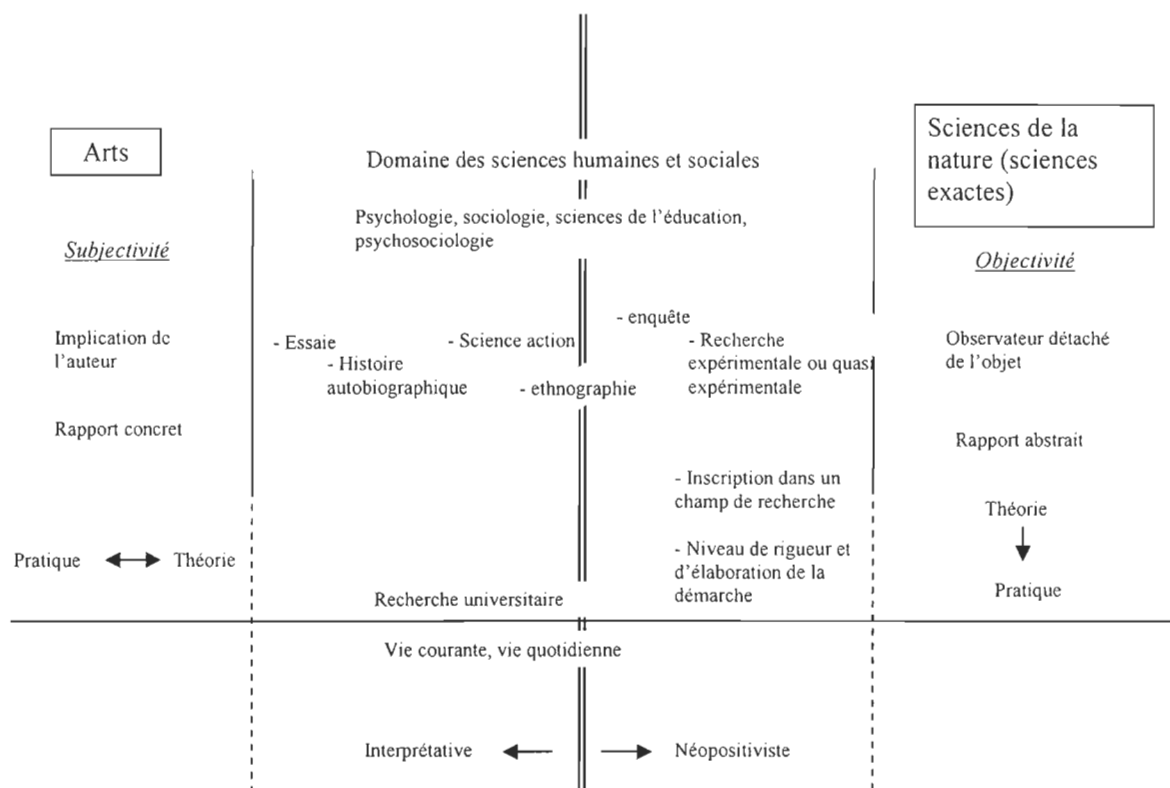 Arts
Domaine des sciences humaines et sociales
Sciences de la
nature (sciences
exactes)
Psychologie, sociologie, sciences de l'éducation,
psychosociologie
Subjectivité
Objectivité
Implication de
l'auteur
- Essaie
- Histoire
autobiographique
- Science action
- ethnographie
- enquête
- Recherche
expérimentale ou quasi
expérimentale
Observateur détaché
de l'objet
Rapport concret
Rapport abstrait
- Inscription dans un
champ de recherche
- Niveau de rigueur et
d'élaboration de la
démarche
Théorie
Pratique
Pratique
Théorie
Recherche universitaire
Vie courante, vie quotidienne
Interprétative
Néopositiviste